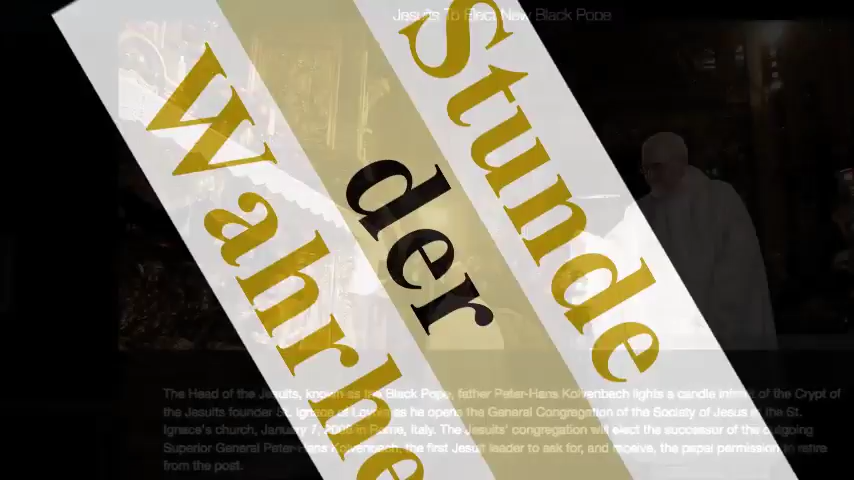 Jesuits To Elect New Black Pope
Stunde
der
Wahrhe
The Head of the Jesuits, known as the Black Pope, father Peter-Hans Kolvenbach lights a candle infront of the Crypt of
the Jesuits founder St. Ignace of Loyola as he opens the General Congregation of the Society of Jesus in the St.
Ignace's church, January 7, 2008 in Rome, Italy. The Jesuits' congregation will elect the successor of the outgoing
Superior General Peter-Hans Kolvenbach, the first Jesuit leader to ask for, and receive, the papal permission to retire
from the post.